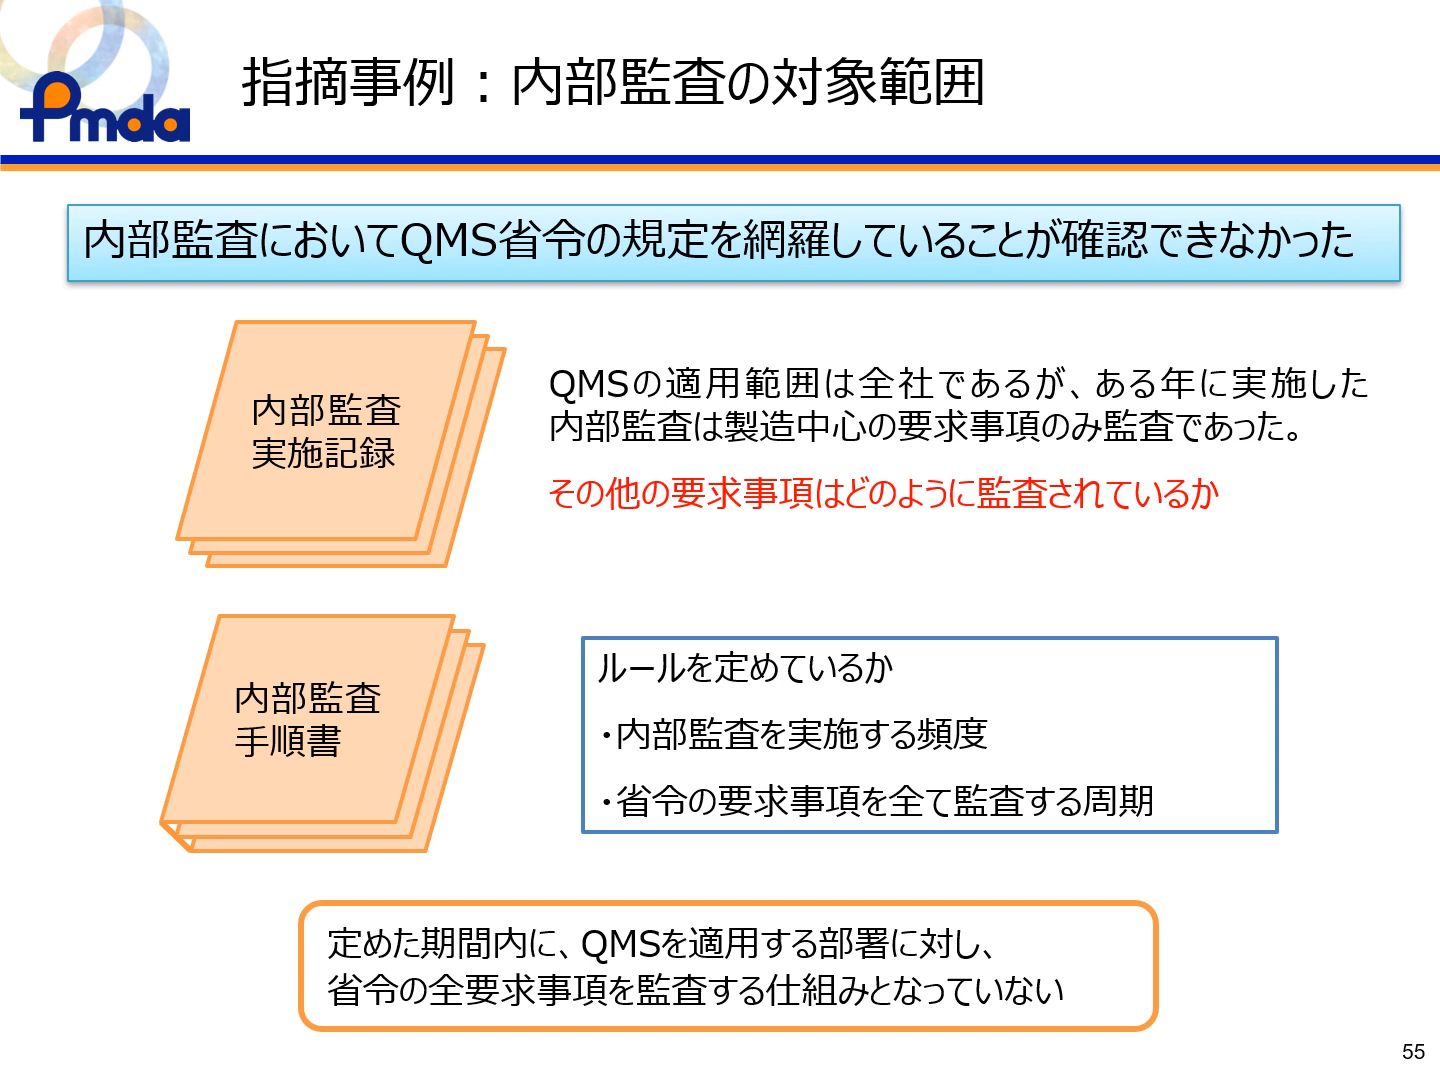 Pmda
指摘事例：内部監査の対象範囲
内部監査においてQMS省令の規定を網羅していることが確認できなかった
内部監査
実施記録
QMSの適用範囲は全社であるが、ある年に実施した
内部監査は製造中心の要求事項のみ監査であった。
その他の要求事項はどのように監査されているか
内部監査
手順書
ルールを定めているか
・内部監査を実施する頻度
・省令の要求事項を全て監査する周期
定めた期間内に、QMSを適用する部署に対し、
省令の全要求事項を監査する仕組みとなっていない
55